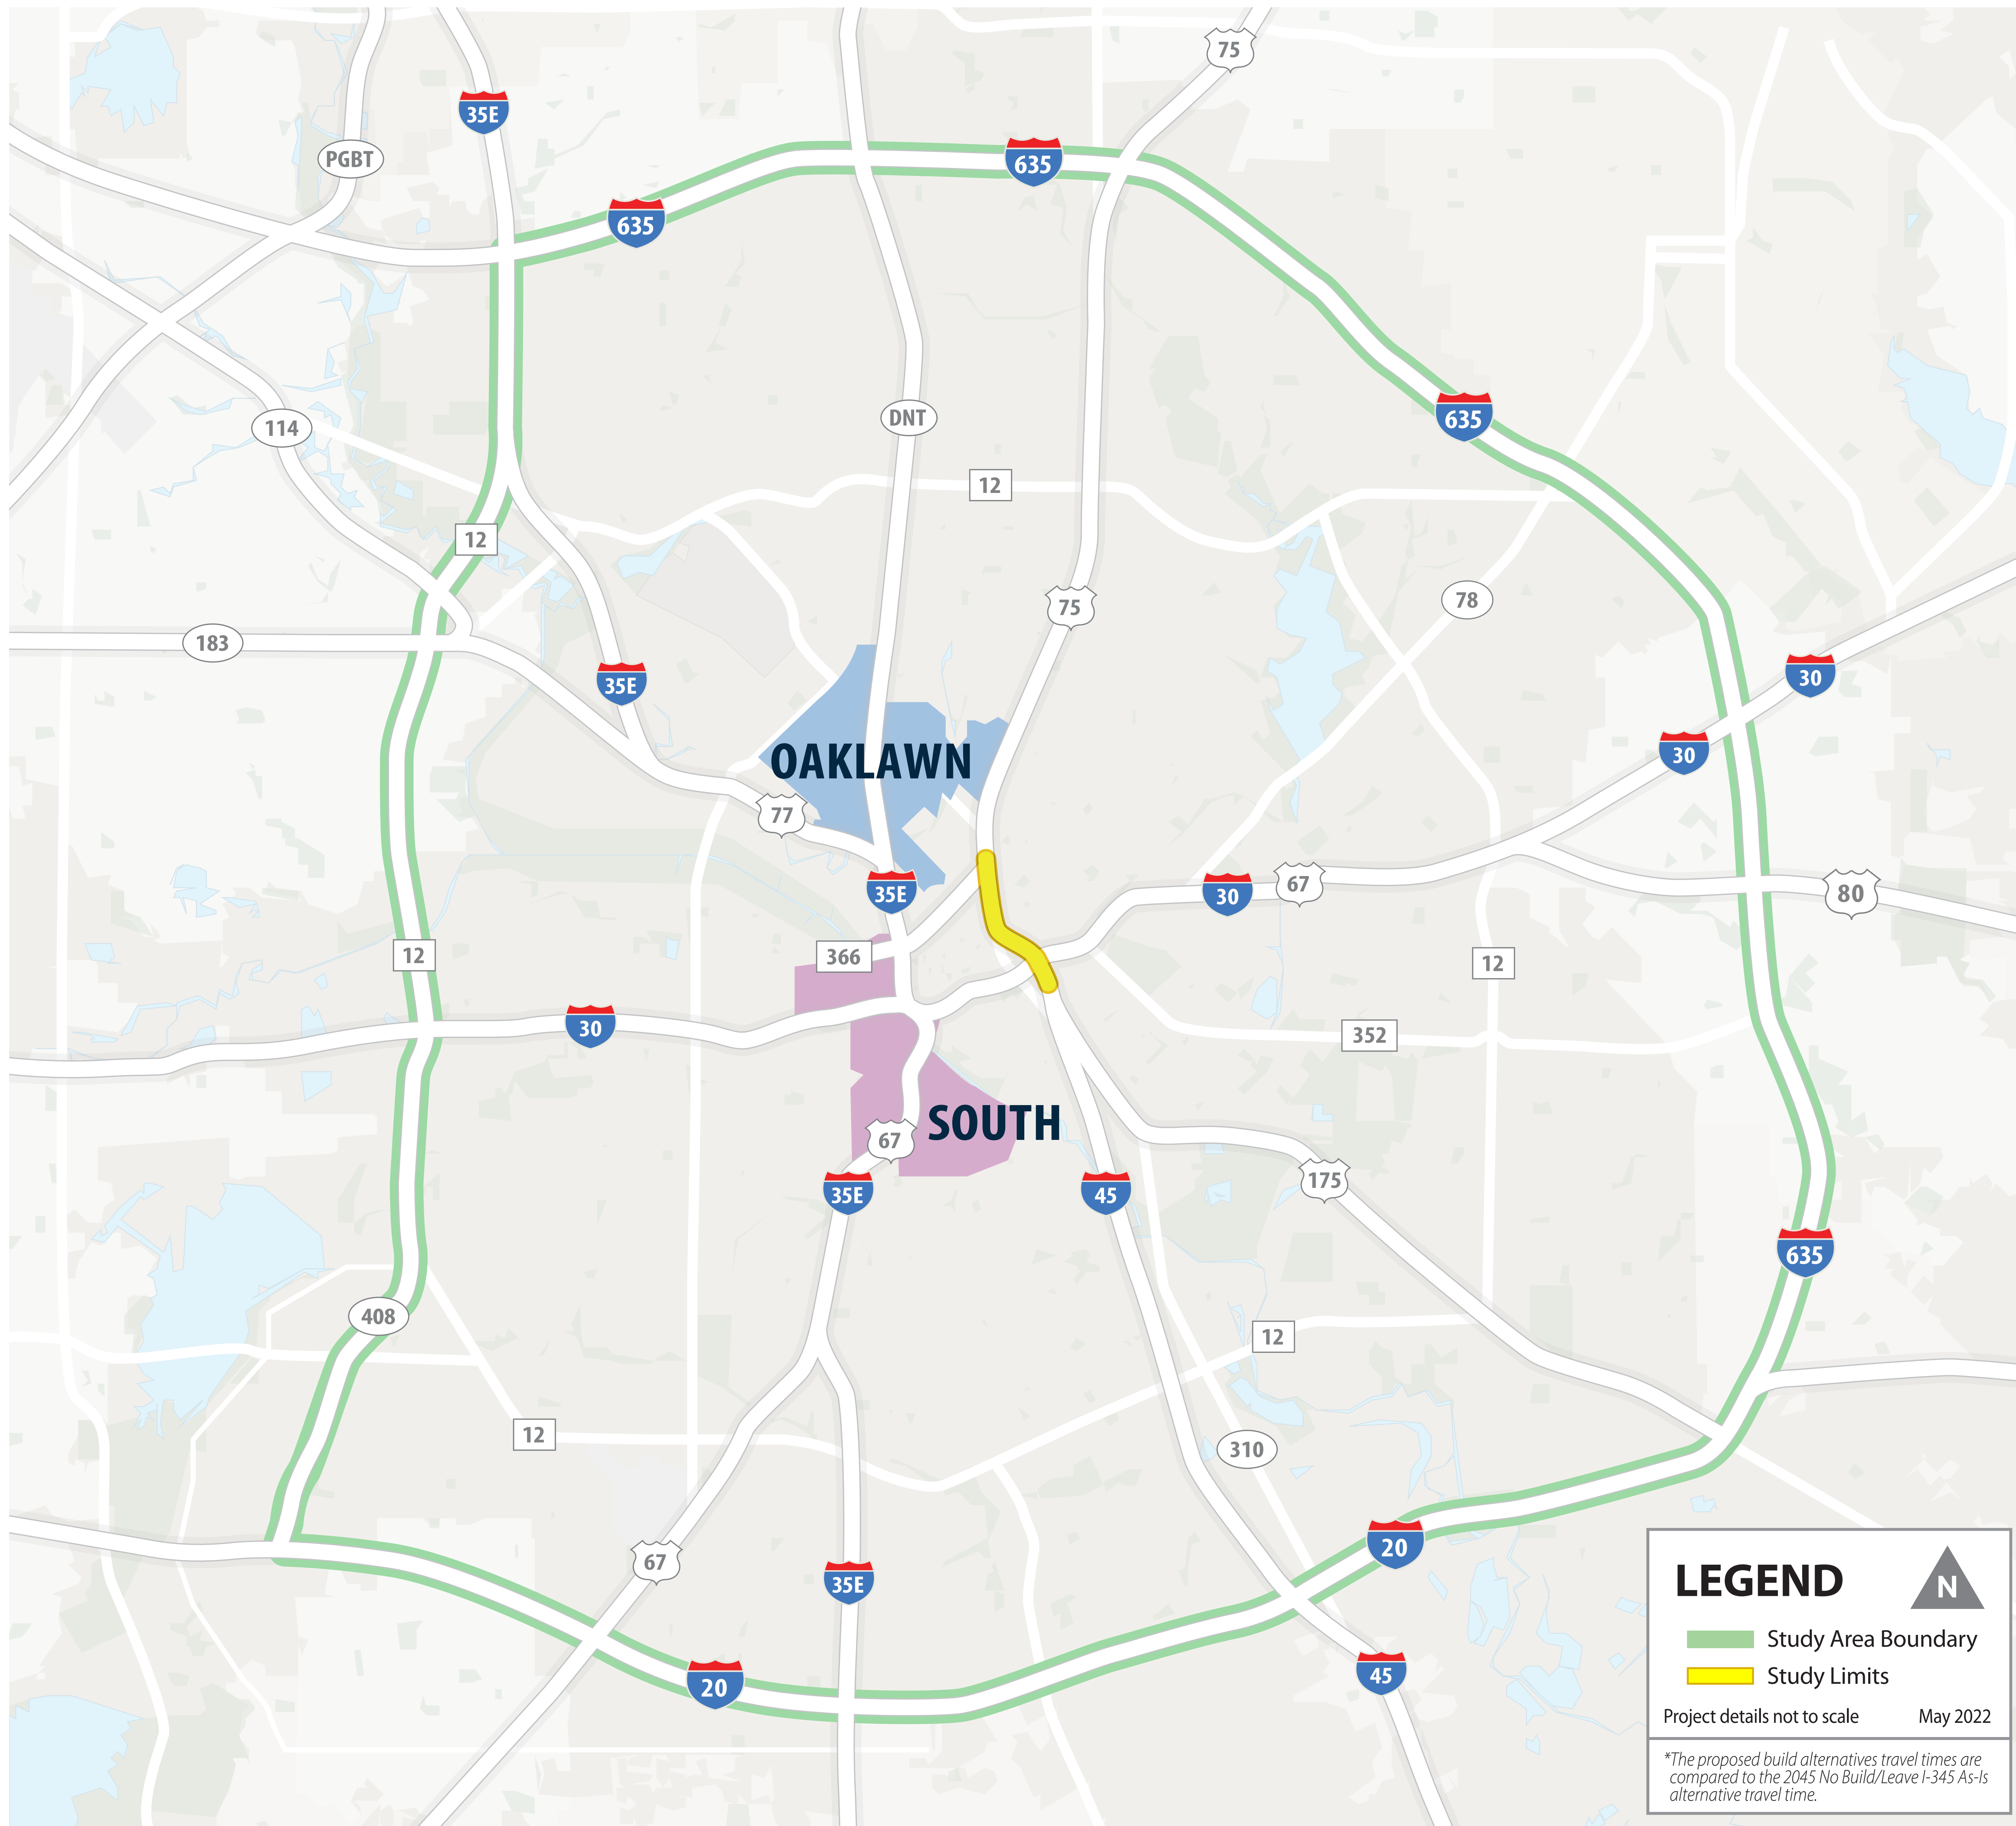 75
35E
PGBT
635
635
635
114
DNT
12
12
75
78
183
35E
30
30
OAKLAWN
77
35E
30
67
80
366
12
12
30
352
SOUTH
67
35E
45
175
635
408
12
12
310
67
35E
20
20
45
LEGEND
N
Study Area Boundary
Study Limits
Project details not to scale May 2022
*The proposed build alternatives travel times are
compared to the 2045 No Build/Leave I-345 As-Is
alternative travel time.